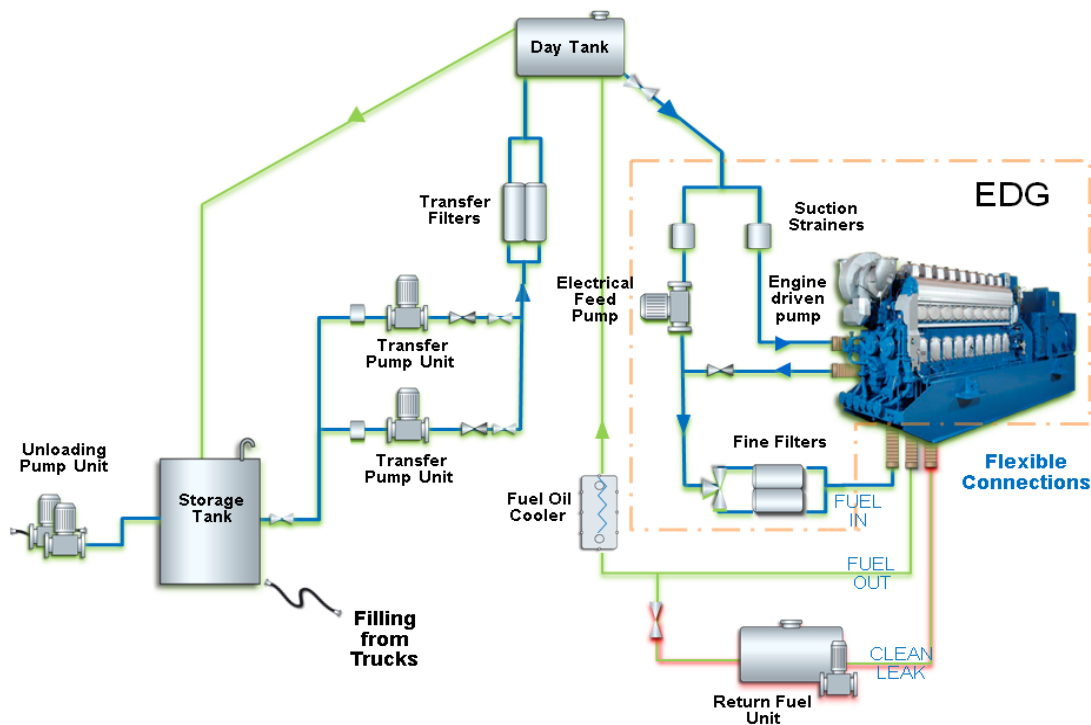 Day Tank
EDG
Transfer
Filters
Suction
Strainers
Electrical
Feed
Pump
Engine
driven
pump
Transfer
Pump Unit
Transfer
Pump Unit
Unloading
Pump Unit
Storage
Tank
Fine Filters
Flexible
Connections
Fuel Oil
Cooler
FUEL
IN
FUEL
OUT
Filling
from
Trucks
CLEAN
LEAK
Return Fuel
Unit